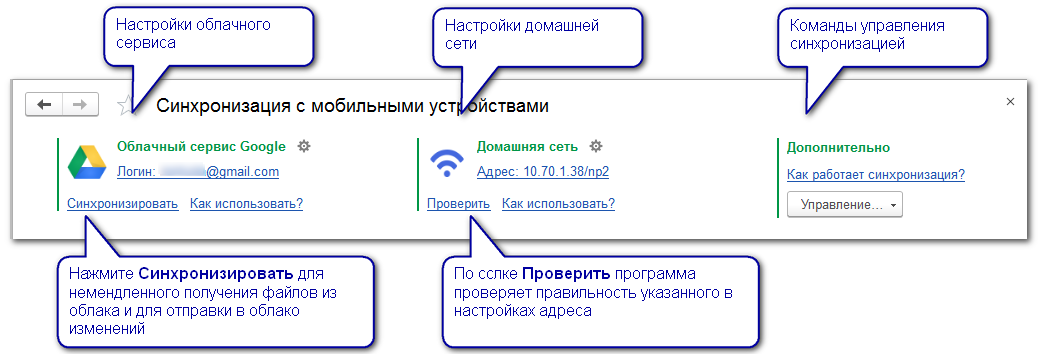 Настройки облачного
сервиса
Настройки домашней
сети
Команды управления
синхронизацией
Синхронизация с мобильными устройствами
Облачный сервис Google
Логин: @gmail.com
Синхронизировать Как использовать?
Домашняя сеть
Адрес: 10.70.1.38/np2
Проверить Как использовать?
Дополнительно
Как работает синхронизация?
Управление...
Нажмите Синхронизировать для
немендленного получения файлов из
облака и для отправки в облако
изменений
По сслке Проверить программа
проверяет правильность указанного в
настройках адреса